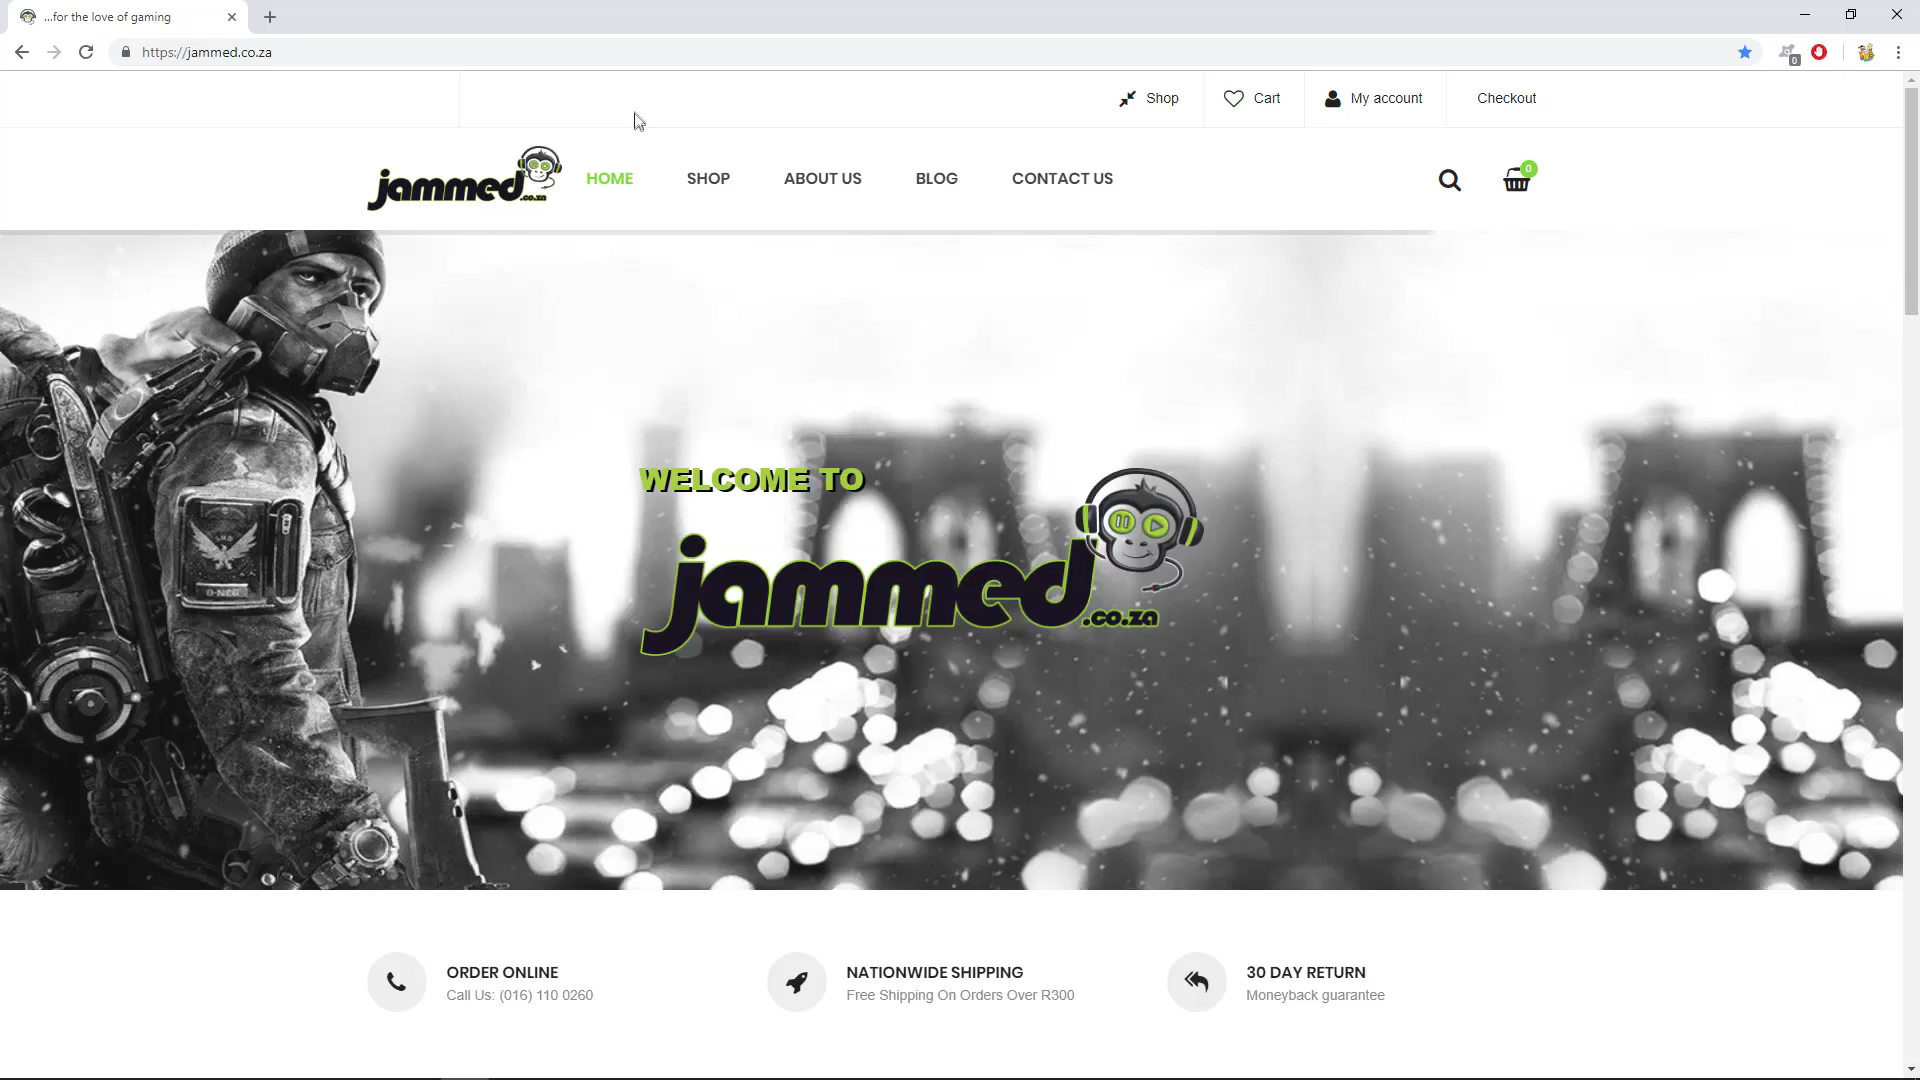 ...for the love of gaming
https://jammed.co.za
0
Shop
Cart
My account
Checkout
jammed
.co.za
HOME
SHOP
ABOUT US
BLOG
CONTACT US
0
WELCOME TO
jammed
.co.za
O-NEG
ORDER ONLINE
Call Us: (016) 110 0260
NATIONWIDE SHIPPING
Free Shipping On Orders Over R300
30 DAY RETURN
Moneyback guarantee